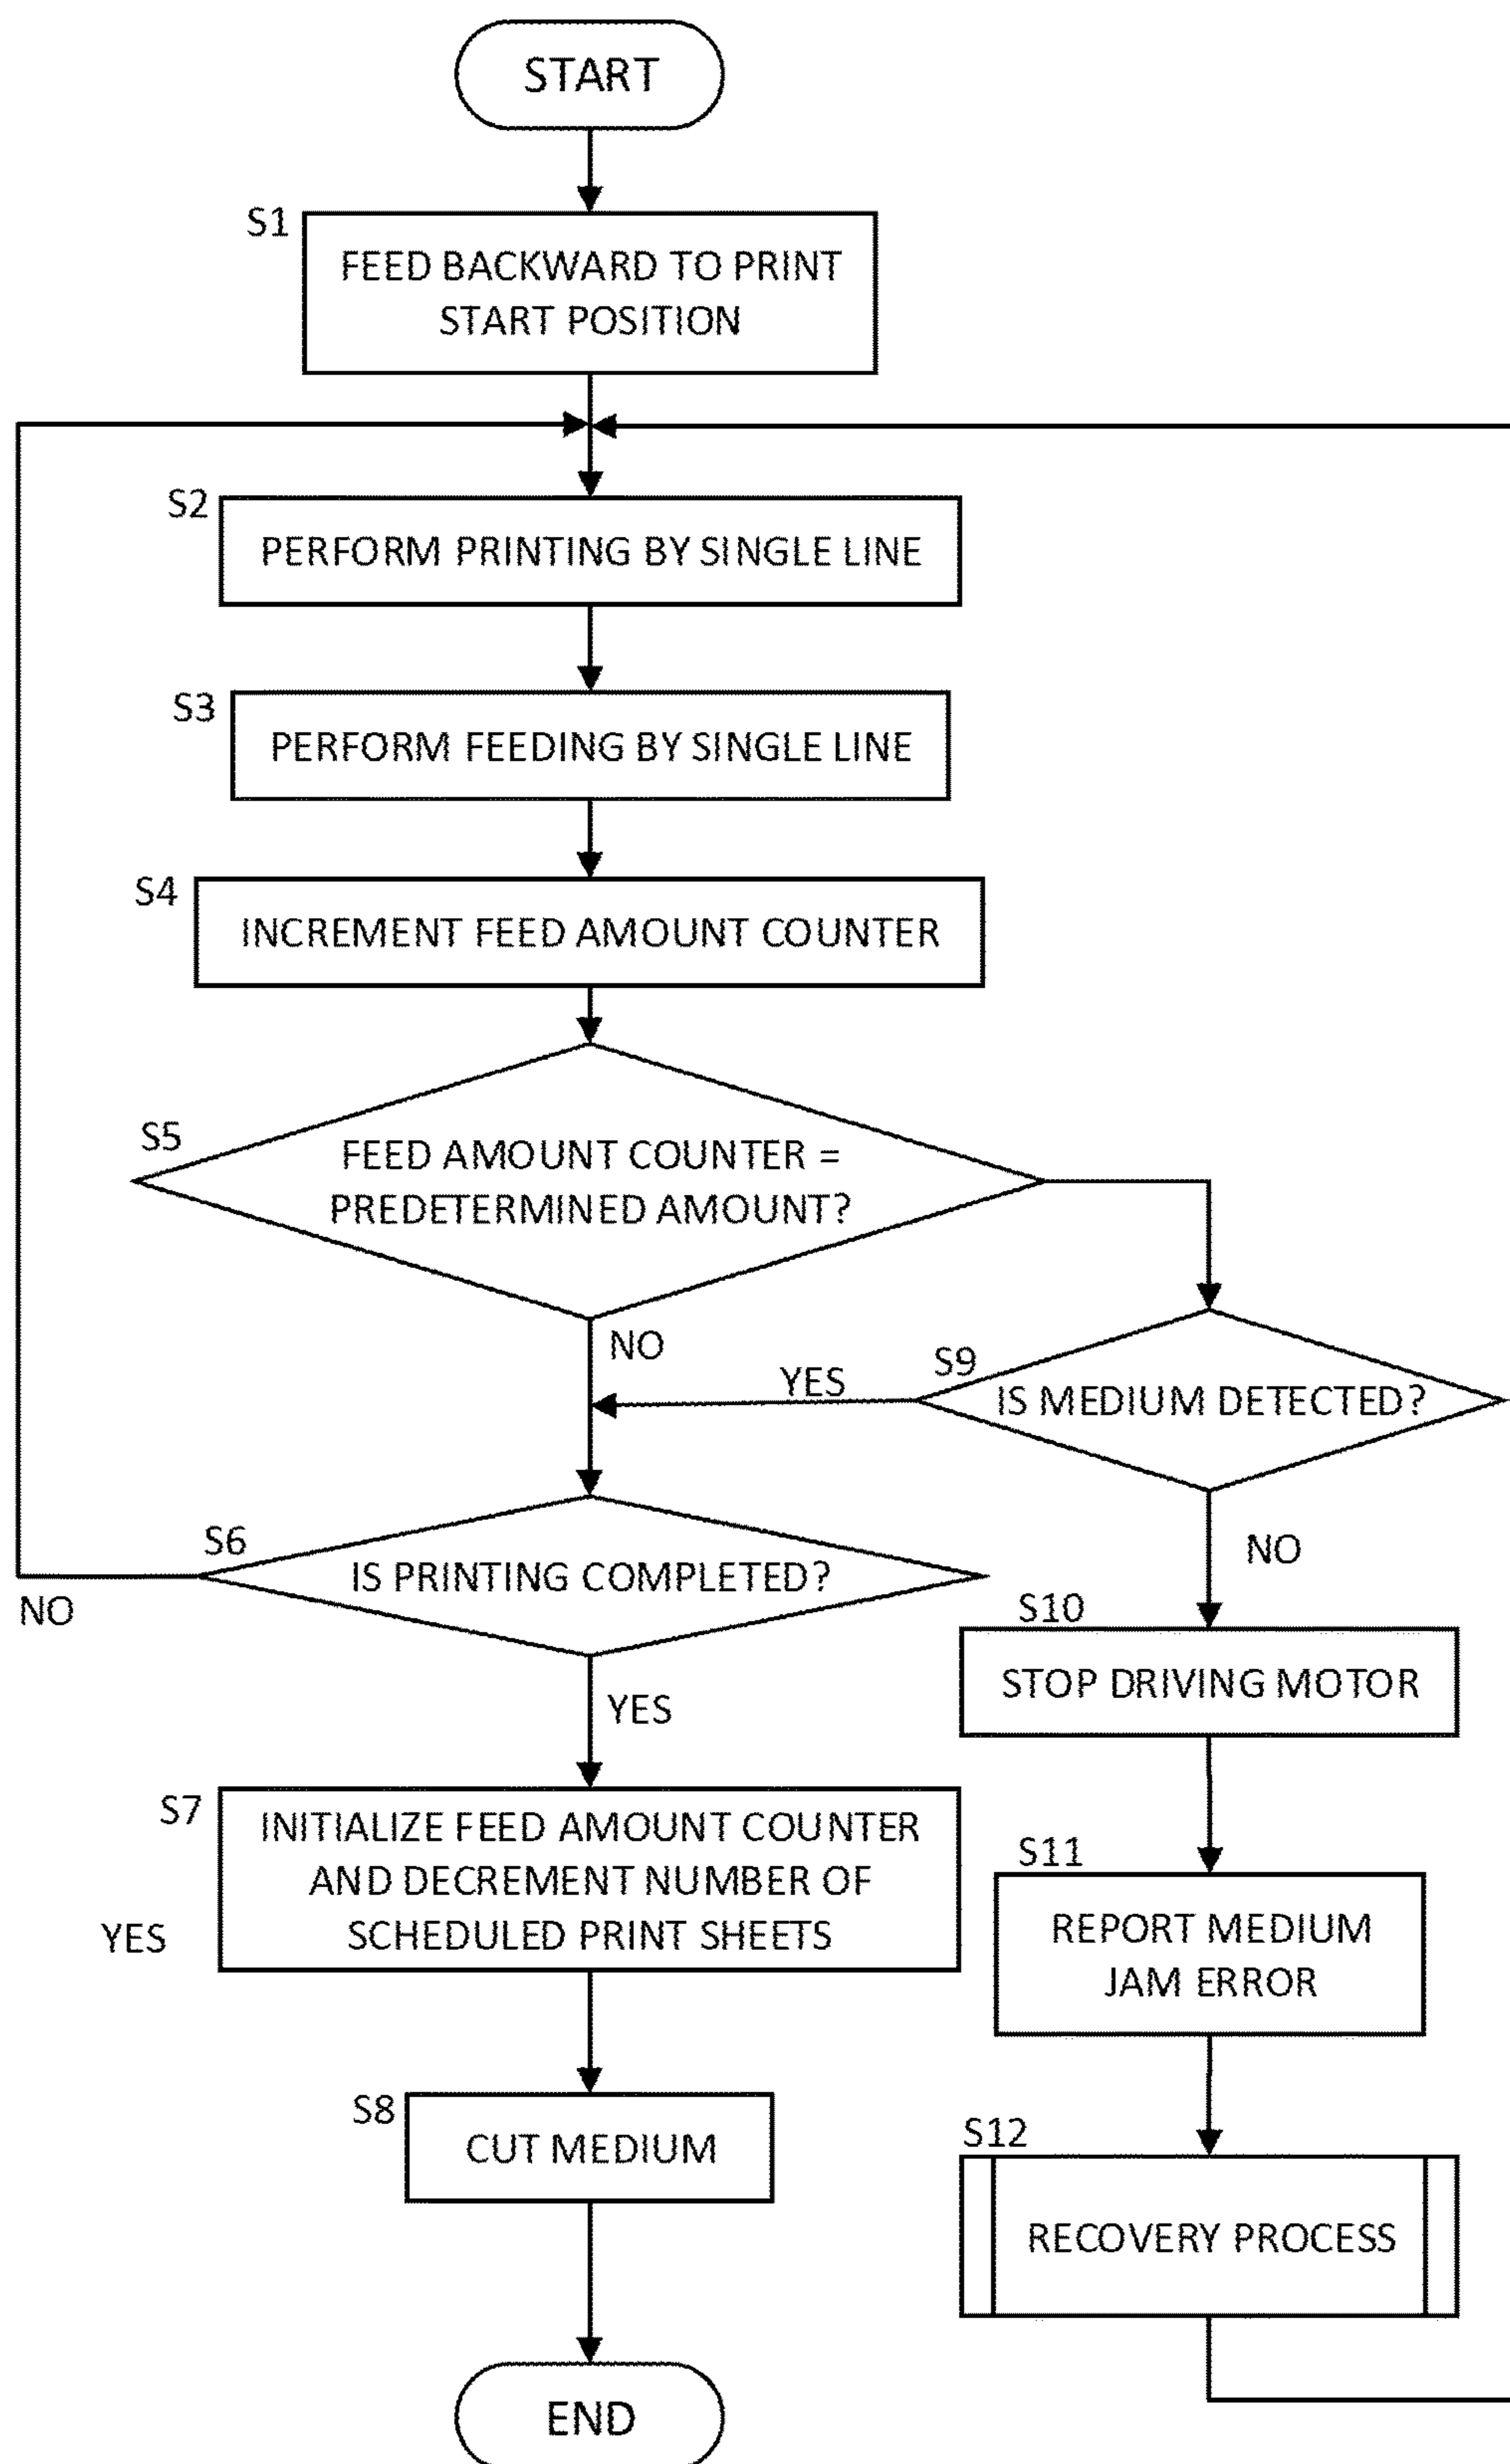 START
S1
FEED BACKWARD TO PRINT
START POSITION
S2
PERFORM PRINTING BY SINGLE LINE
S3
PERFORM FEEDING BY SINGLE LINE
S4
INCREMENT FEED AMOUNT COUNTER
S5
FEED AMOUNT COUNTER =
PREDETERMINED AMOUNT?
NO
S9
YES
IS MEDIUM DETECTED?
S6
IS PRINTING COMPLETED?
NO
NO
YES
S10
STOP DRIVING MOTOR
S7
INITIALIZE FEED AMOUNT COUNTER
AND DECREMENT NUMBER OF
SCHEDULED PRINT SHEETS
YES
S11
REPORT MEDIUM
JAM ERROR
S8
CUT MEDIUM
S12
RECOVERY PROCESS
END